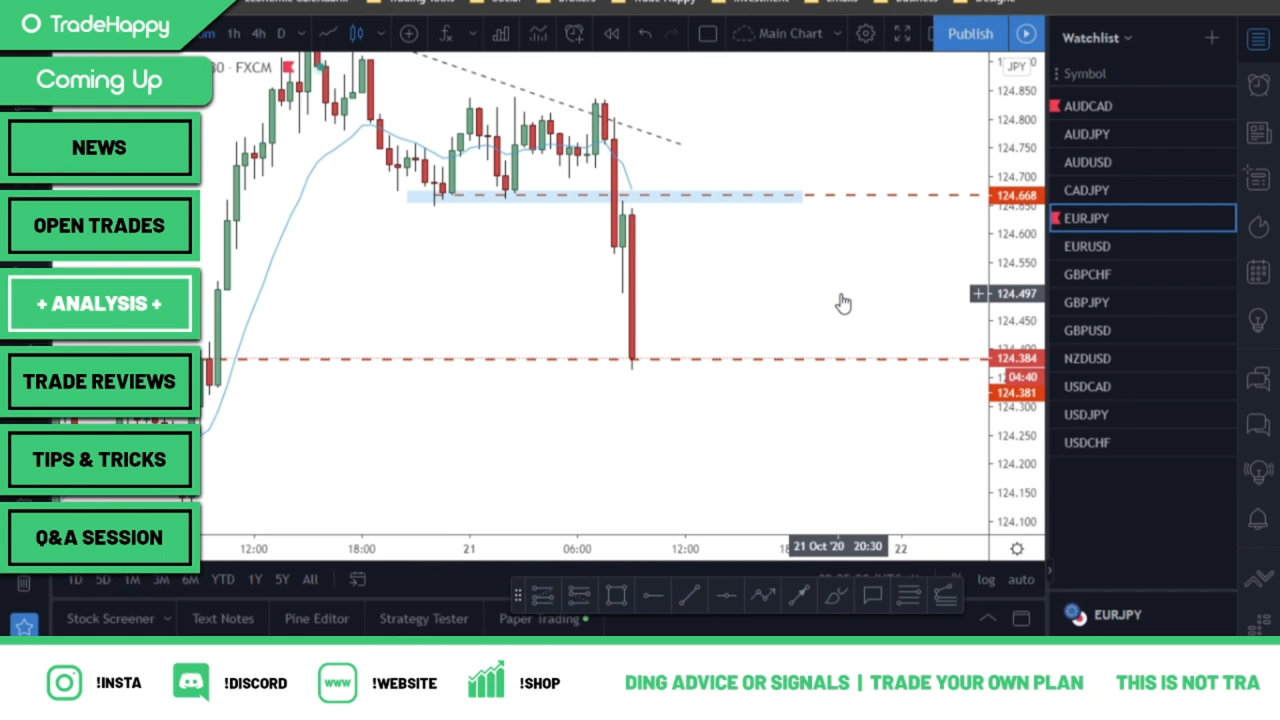 TradeHappy
Coming Up
NEWS
OPEN TRADES
+ ANALYSIS +
TRADE REVIEWS
TIPS & TRICKS
Q&A SESSION
1h 4h D
Main Chart
Publish
30 · FXCM
JPY
124.850
124.800
124.750
124.700
124.668
124.600
124.550
124.497
124.450
124.384
04:40
124.381
124.300
124.250
124.200
124.150
124.100
12:00 18:00 21 06:00 12:00 21 Oct '20 20:30 22
1D 5D 1M 3M 6M YTD 1Y 5Y All
log auto
Stock Screener Text Notes Pine Editor Strategy Tester Paper Trading
Watchlist
Symbol
AUDCAD
AUDJPY
AUDUSD
CADJPY
EURJPY
EURUSD
GBPCHF
GBPJPY
GBPUSD
NZDUSD
USDCAD
USDJPY
USDCHF
EURJPY
!INSTA
!DISCORD
WWW
!WEBSITE
!SHOP
DING ADVICE OR SIGNALS | TRADE YOUR OWN PLAN THIS IS NOT TRA